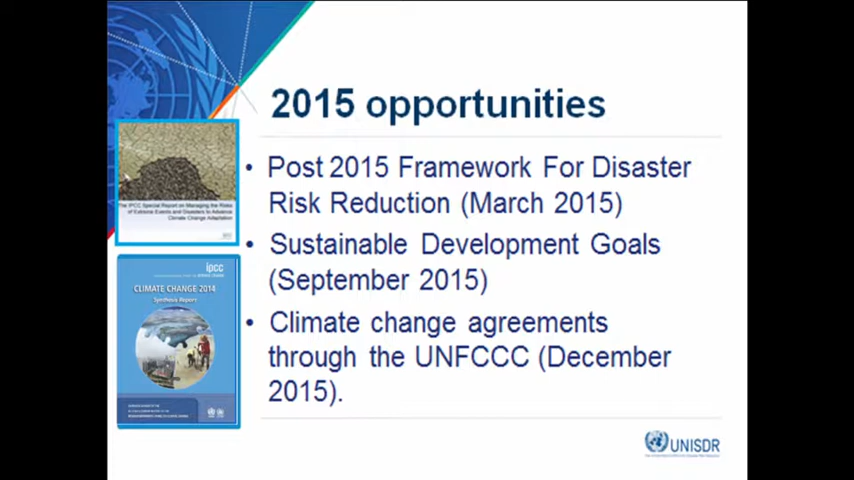 2015 opportunities
• Post 2015 Framework For Disaster
Risk Reduction (March 2015)
• Sustainable Development Goals
(September 2015)
• Climate change agreements
through the UNFCCC (December
2015).
The IPCC Special Report on Managing the Risks
of Extreme Events and Disasters to Advance
Climate Change Adaptation
ipcc
CLIMATE CHANGE 2014
Synthesis Report
UNISDR